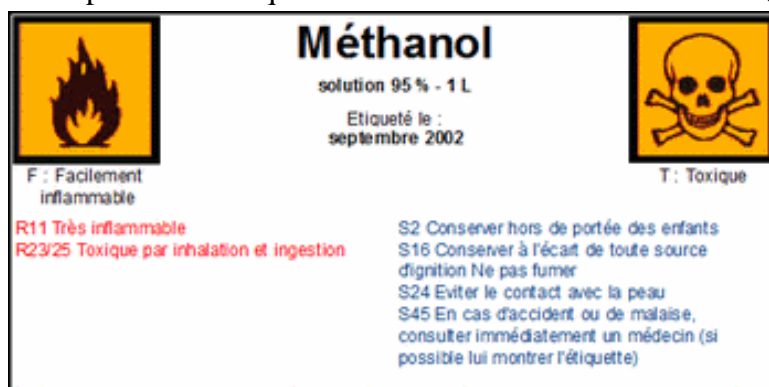 Méthanol
solution 95 % - 1 L
Etiqueté le :
septembre 2002
F : Facilement
inflammable
T : Toxique
R11 Très inflammable
R23/25 Toxique par inhalation et ingestion
S2 Conserver hors de portée des enfants
S16 Conserver à l'écart de toute source
d'ignition Ne pas fumer
S24 Eviter le contact avec la peau
S45 En cas d'accident ou de malaise,
consulter immédiatement un médecin (si
possible lui montrer l'étiquette)